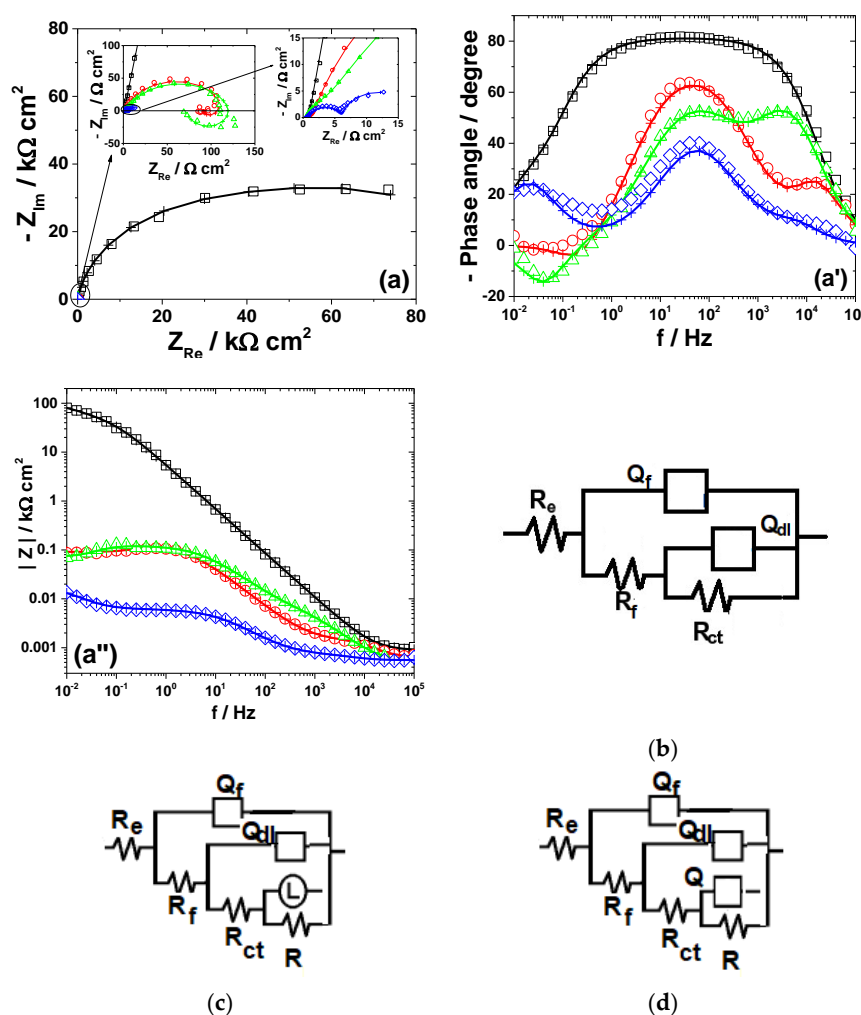 - Z_Im / kΩ cm²
80
60
40
20
0
0 20 40 60 80
Z_Re / kΩ cm²
(a)
- Z_Im / Ω cm²
100
50
0
-50
0 50 100 150
Z_Re / Ω cm²
- Z_Im / Ω cm²
15
10
5
0
0 5 10 15
Z_Re / Ω cm²
- Phase angle / degree
80
60
40
20
0
-20
10⁻² 10⁻¹ 10⁰ 10¹ 10² 10³ 10⁴ 10⁵
f / Hz
(a')
| Z | / kΩ cm²
100
10
1
0.1
0.01
0.001
10⁻² 10⁻¹ 10⁰ 10¹ 10² 10³ 10⁴ 10⁵
f / Hz
(a")
Q_f
R_e
Q_dl
R_f
R_ct
(b)
Q_f
R_e
Q_dl
L
R_f
R_ct
R
(c)
Q_f
R_e
Q_dl
Q
R_f
R_ct
R
(d)